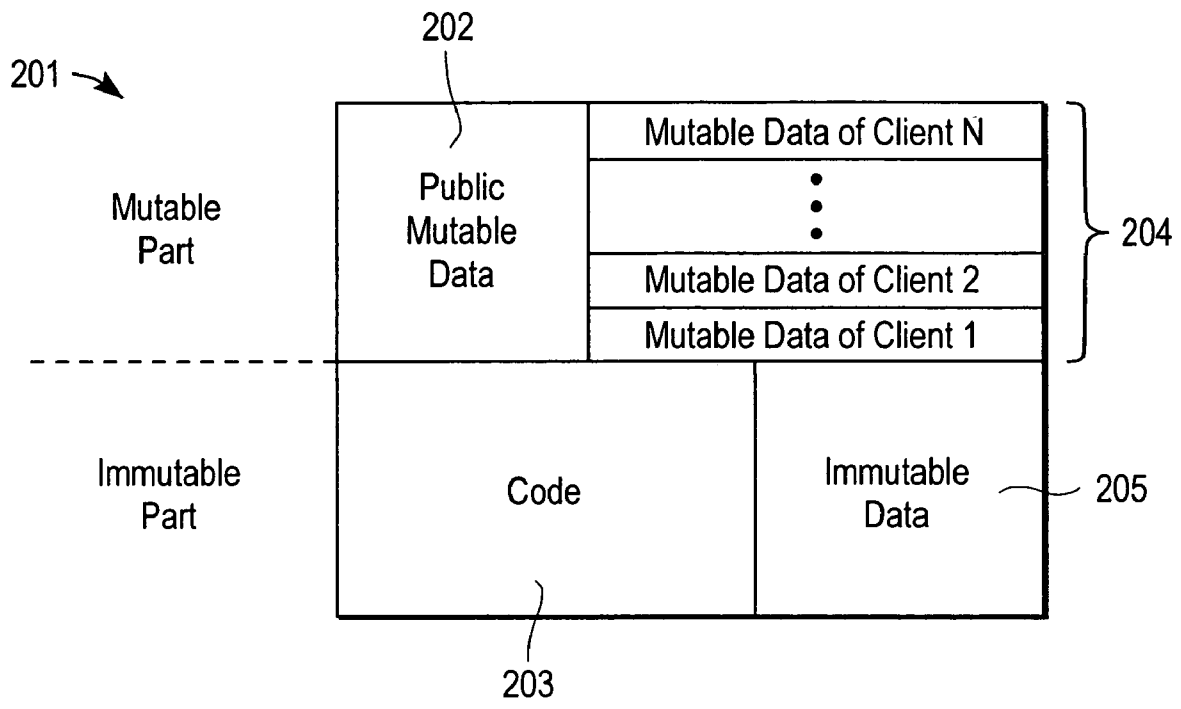 202
201
Mutable Data of Client N
Public
Mutable
Data
Mutable
Part
204
Mutable Data of Client 2
Mutable Data of Client 1
Immutable
Part
Code
Immutable
Data
205
203